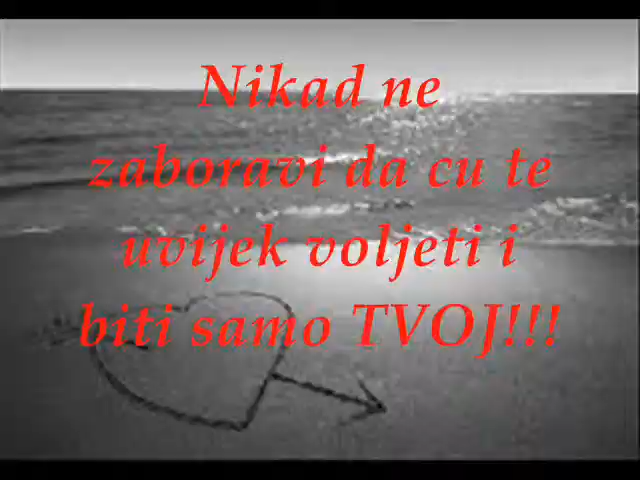 Nikad ne
zaboravi da cu te
uvijek voljeti i
biti samo TVOJ!!!